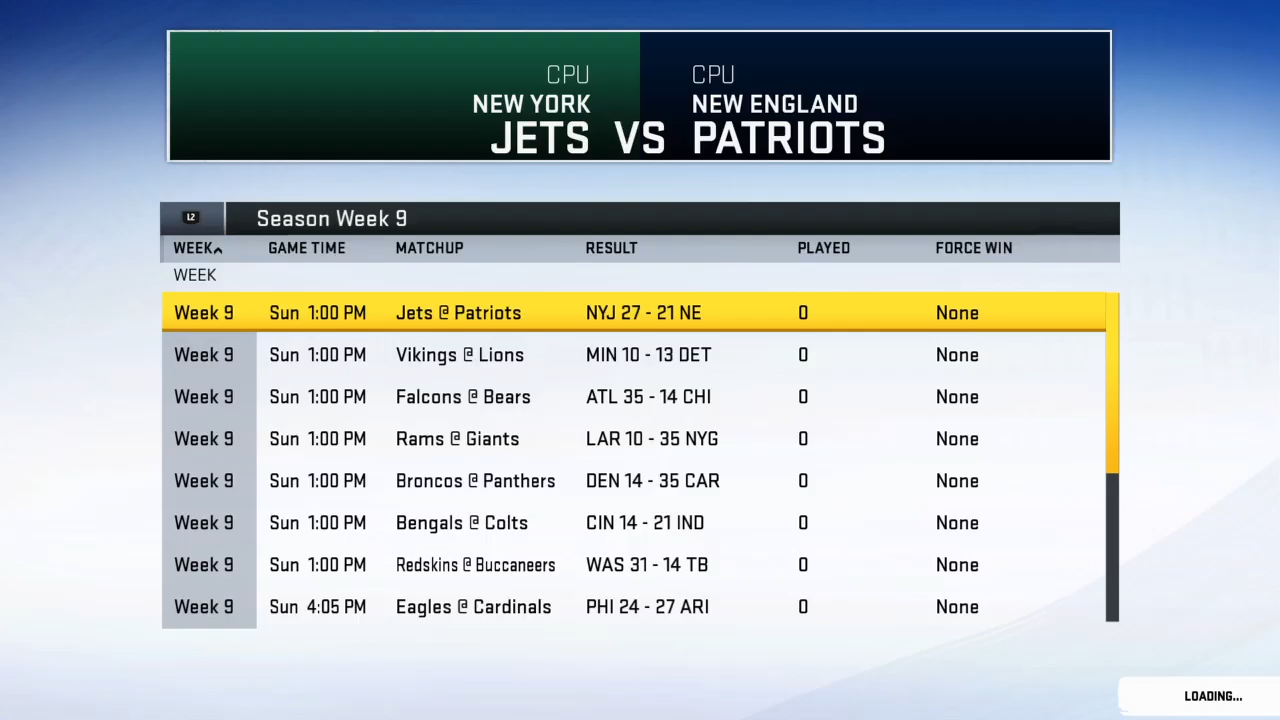 CPU CPU
NEW YORK NEW ENGLAND
JETS VS PATRIOTS
L2 Season Week 9
WEEK GAME TIME MATCHUP RESULT PLAYED FORCE WIN
WEEK
Week 9 Sun 1:00 PM Jets @ Patriots NYJ 27 - 21 NE 0 None
Week 9 Sun 1:00 PM Vikings @ Lions MIN 10 - 13 DET 0 None
Week 9 Sun 1:00 PM Falcons @ Bears ATL 35 - 14 CHI 0 None
Week 9 Sun 1:00 PM Rams @ Giants LAR 10 - 35 NYG 0 None
Week 9 Sun 1:00 PM Broncos @ Panthers DEN 14 - 35 CAR 0 None
Week 9 Sun 1:00 PM Bengals @ Colts CIN 14 - 21 IND 0 None
Week 9 Sun 1:00 PM Redskins @ Buccaneers WAS 31 - 14 TB 0 None
Week 9 Sun 4:05 PM Eagles @ Cardinals PHI 24 - 27 ARI 0 None
LOADING...